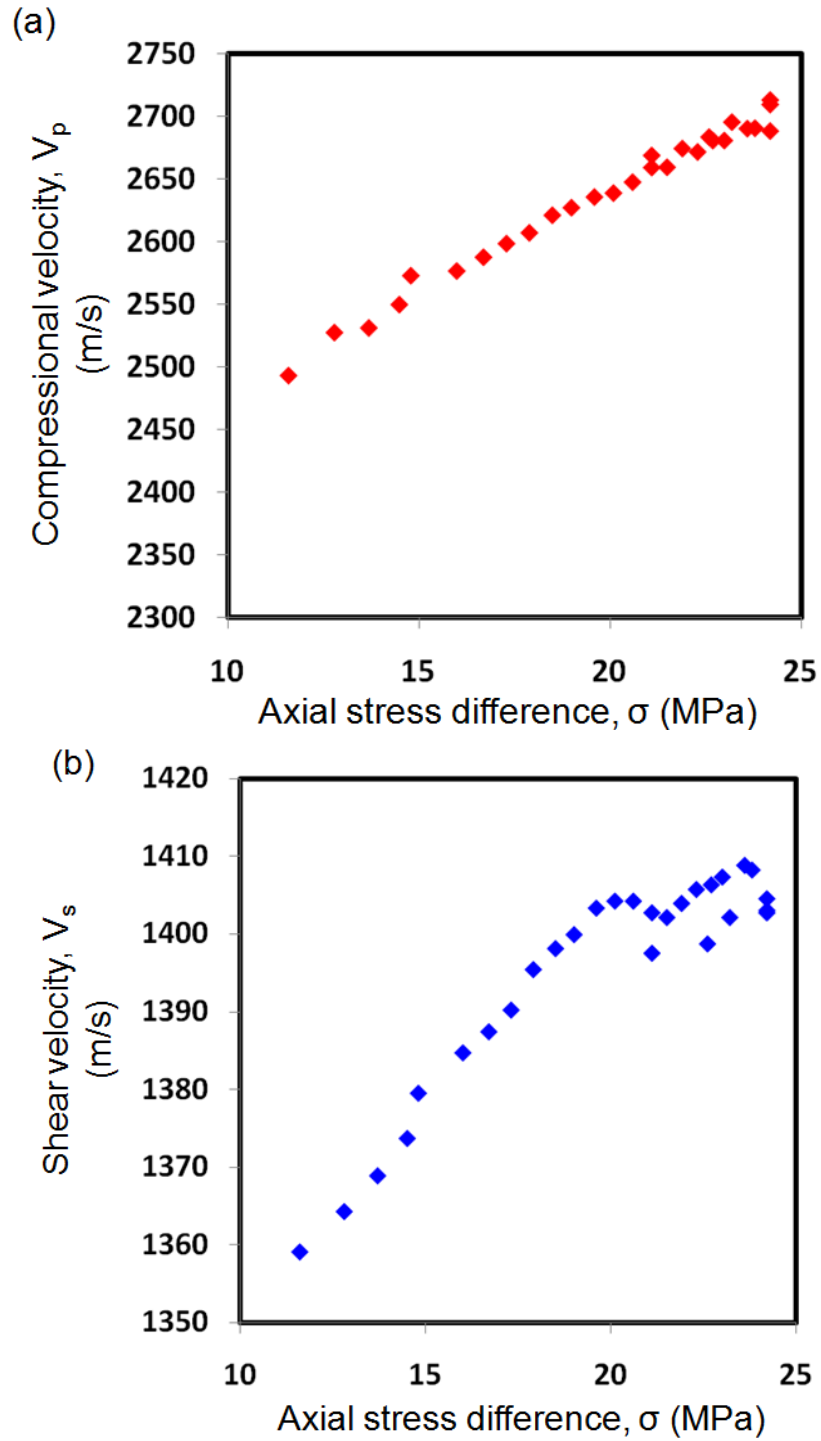 (a)
Compressional velocity, Vp
(m/s)
2750
2700
2650
2600
2550
2500
2450
2400
2350
2300
10 15 20 25
Axial stress difference, σ (MPa)
(b)
Shear velocity, Vs
(m/s)
1420
1410
1400
1390
1380
1370
1360
1350
10 15 20 25
Axial stress difference, σ (MPa)